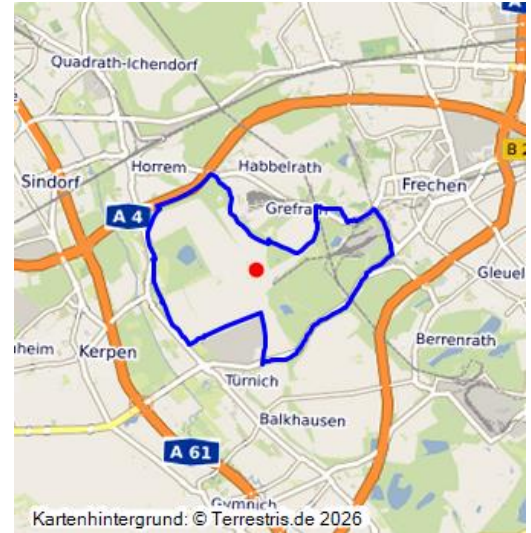 A
Quadrath-Ichendorf
B 2
Horrem
Habbelrath
Sindorf
Frechen
A 4
Gleuel
nheim
Kerpen
Berrenrath
Türnich
Balkhausen
A 61
Gymnich
Kartenhintergrund: © Terrestris.de 2026